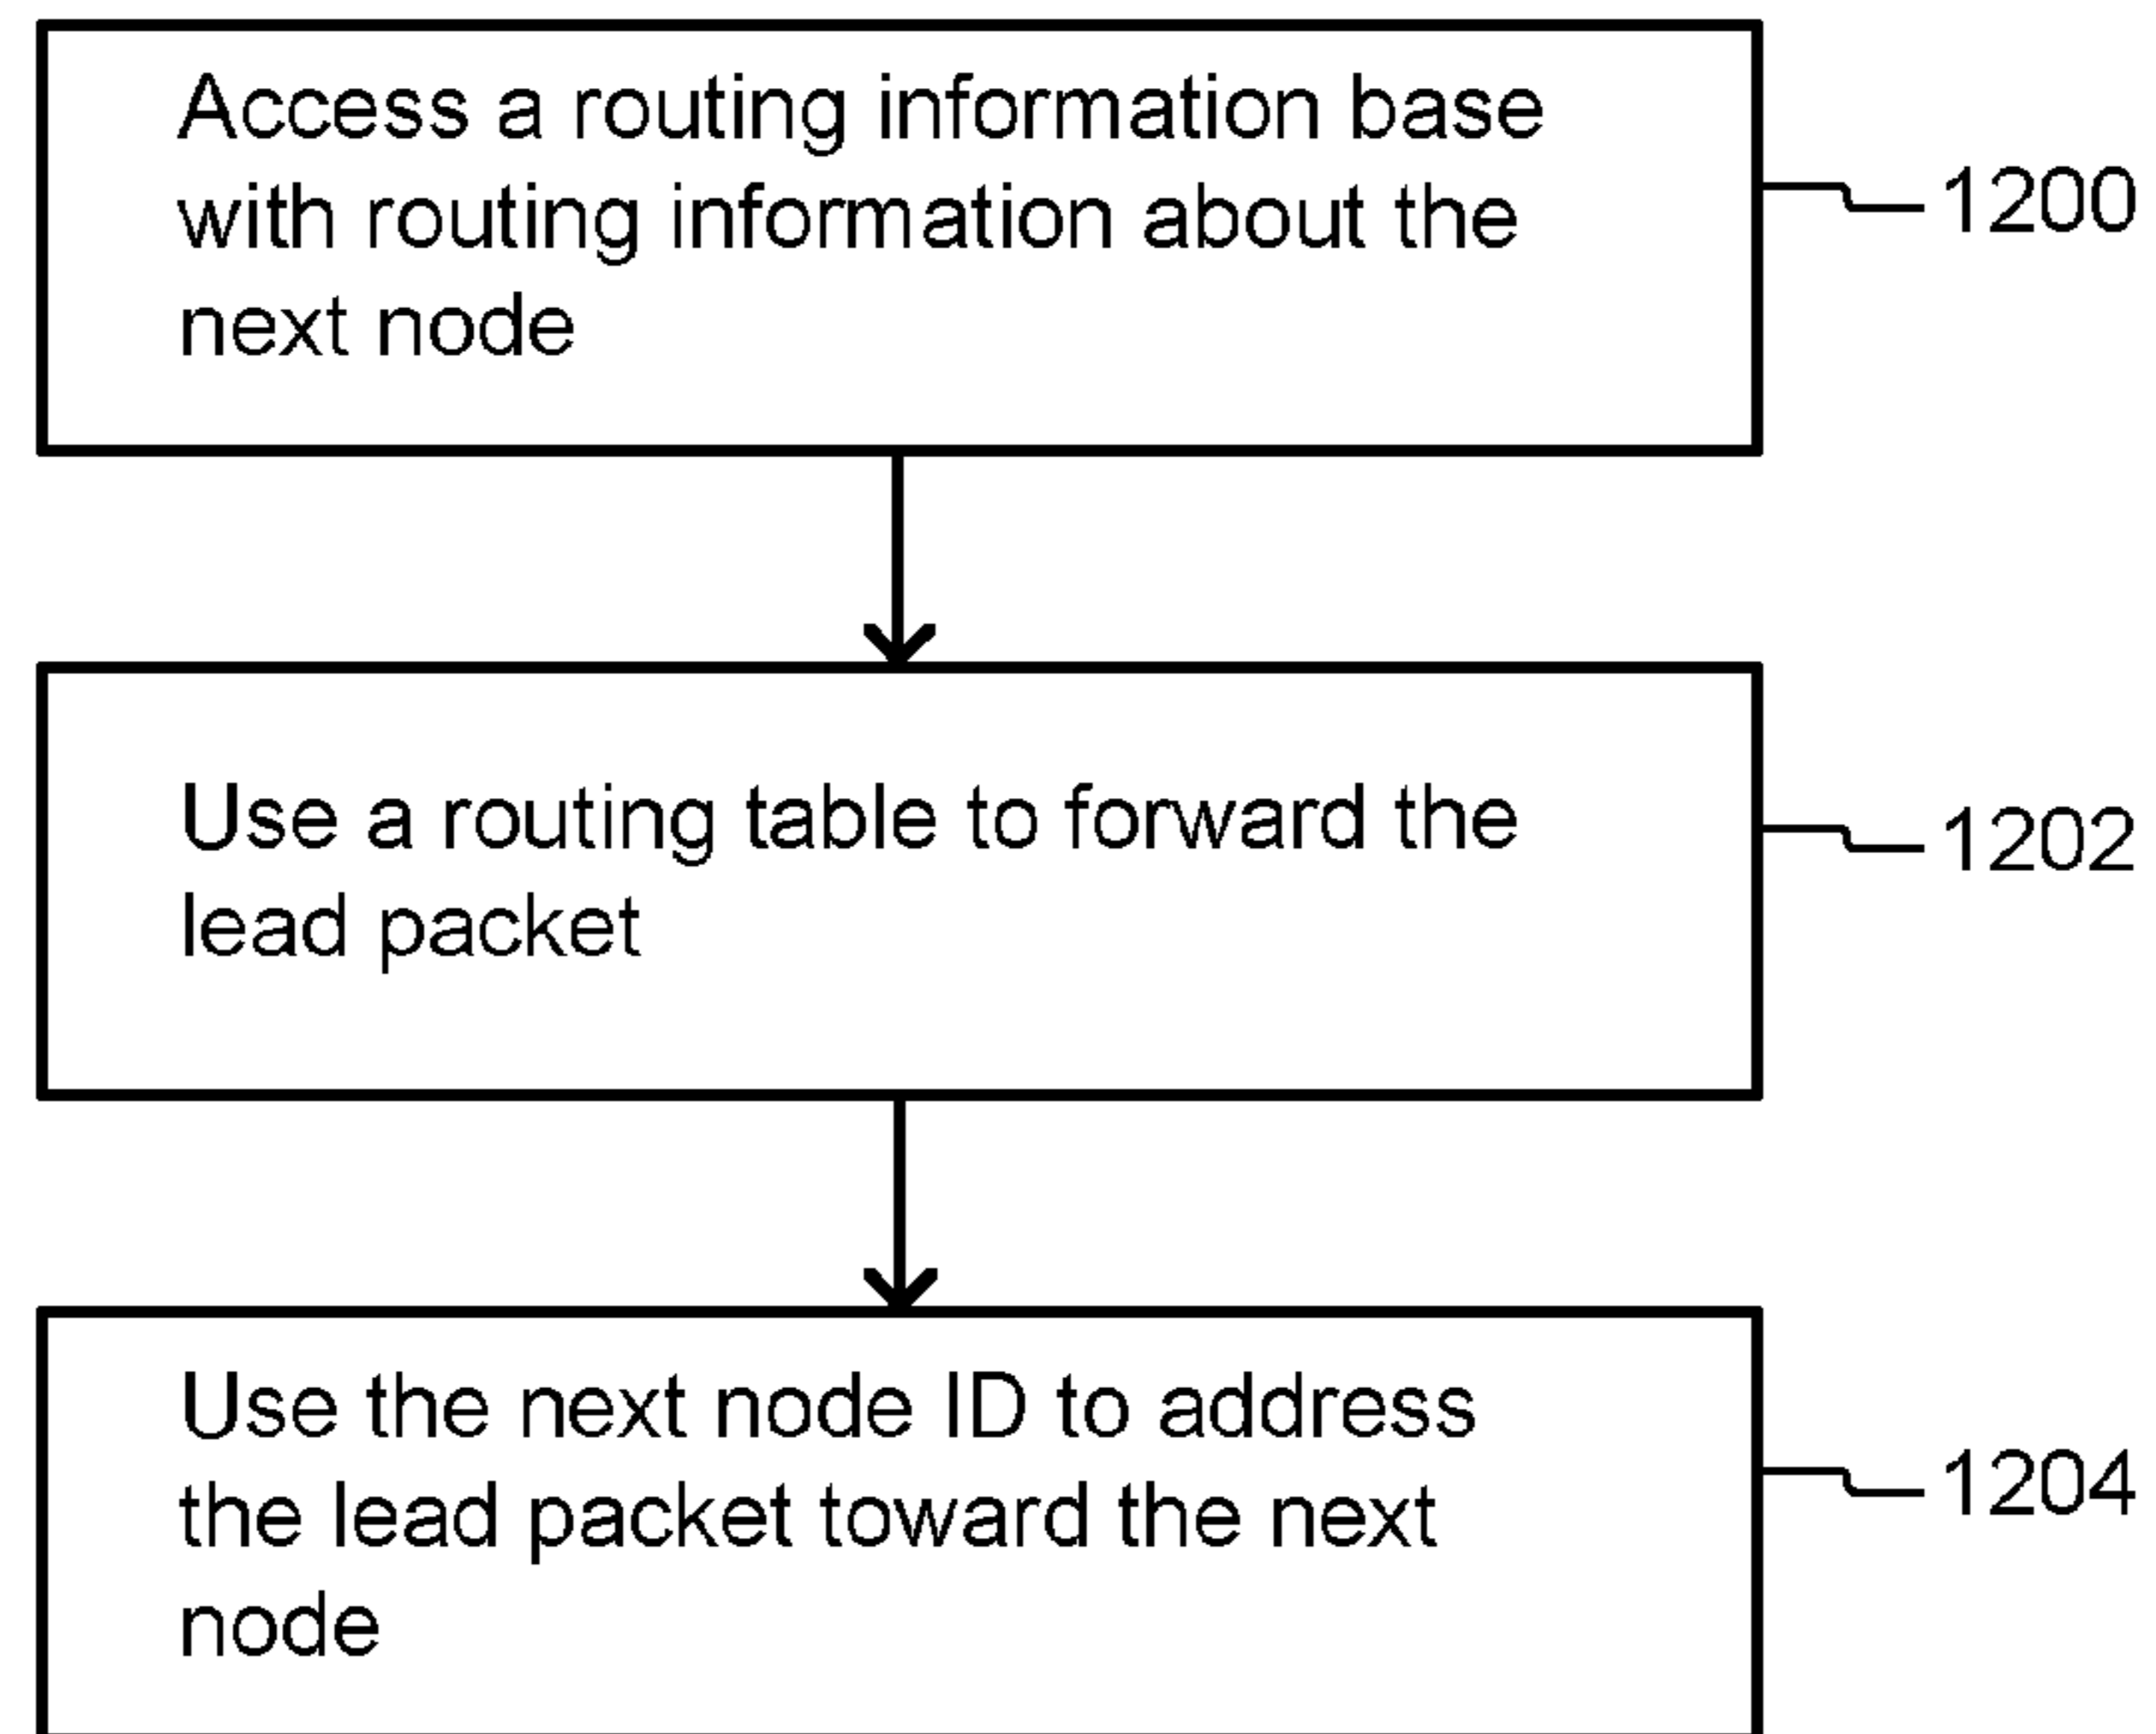 Access a routing information base
with routing information about the
next node
1200
Use a routing table to forward the
lead packet
1202
Use the next node ID to address
the lead packet toward the next
node
1204